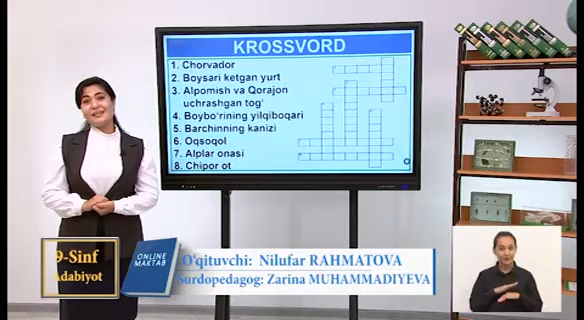 KROSSVORD
1. Chorvador
2. Boysari ketgan yurt
3. Alpomish va Qorajon
uchrashgan tog‘
4. Boybo‘rining yilqiboqari
5. Barchinning kanizi
6. Oqsoqol
7. Alplar onasi
8. Chipor ot
9-Sinf
Adabiyot
ONLINE
MAKTAB
O‘qituvchi: Nilufar RAHMATOVA
Surdopedagog: Zarina MUHAMMADIYEVA